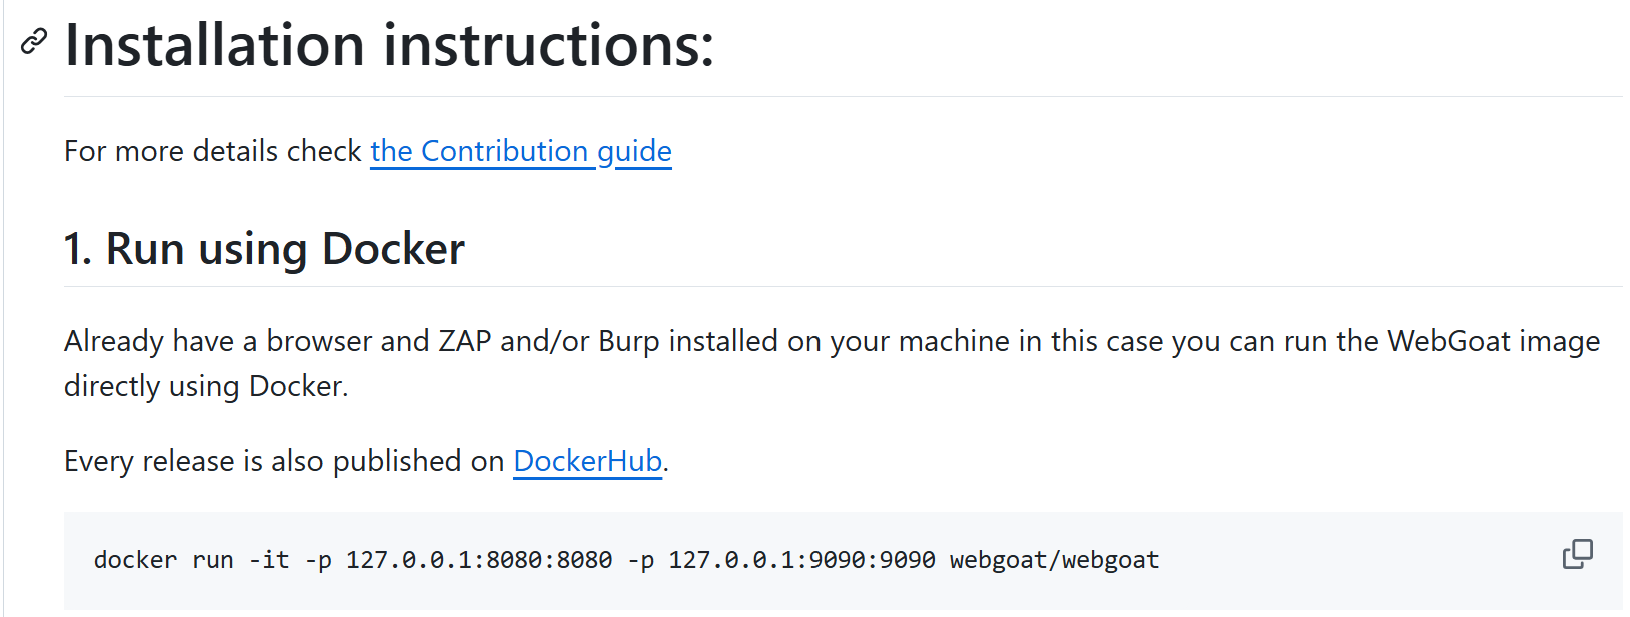 Installation instructions:
For more details check the Contribution guide
1. Run using Docker
Already have a browser and ZAP and/or Burp installed on your machine in this case you can run the WebGoat image
directly using Docker.
Every release is also published on DockerHub.
docker run -it -p 127.0.0.1:8080:8080 -p 127.0.0.1:9090:9090 webgoat/webgoat